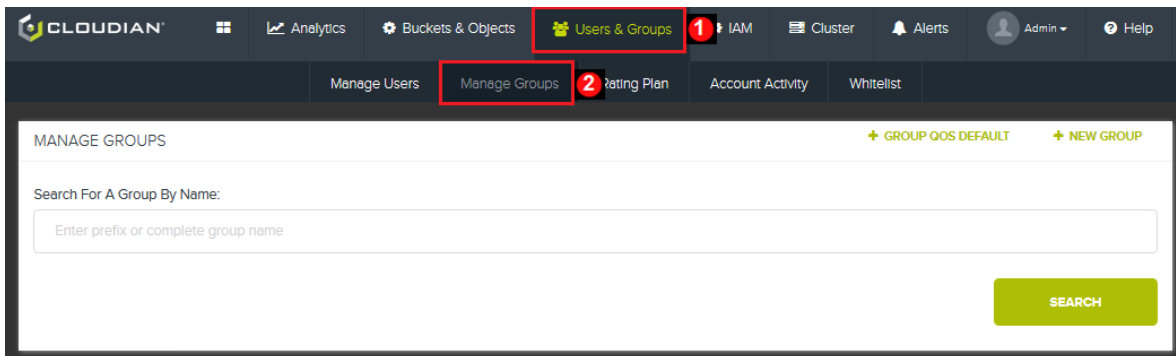 CLOUDIAN Analytics Buckets & Objects Users & Groups 1 IAM Cluster Alerts Admin Help
Manage Users Manage Groups 2 Rating Plan Account Activity Whitelist
MANAGE GROUPS + GROUP QOS DEFAULT + NEW GROUP
Search For A Group By Name:
Enter prefix or complete group name
SEARCH